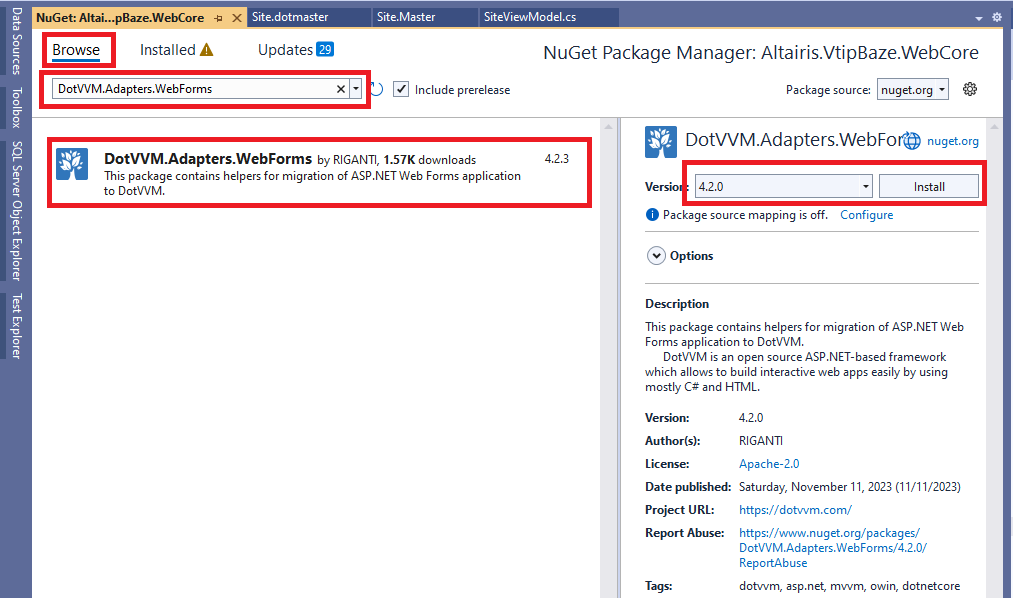 NuGet: Altai...pBaze.WebCore
Site.dotmaster
Site.Master
SiteViewModel.cs
Data Sources
Toolbox
SQL Server Object Explorer
Test Explorer
Browse
Installed
Updates 29
NuGet Package Manager: Altairis.VtipBaze.WebCore
DotVVM.Adapters.WebForms
Include prerelease
Package source: nuget.org
DotVVM.Adapters.WebForms by RIGANTI, 1.57K downloads
4.2.3
This package contains helpers for migration of ASP.NET Web Forms application
to DotVVM.
DotVVM.Adapters.WebFor
nuget.org
Version: 4.2.0
Install
Package source mapping is off. Configure
Options
Description
This package contains helpers for migration of ASP.NET Web
Forms application to DotVVM.
DotVVM is an open source ASP.NET-based framework
which allows to build interactive web apps easily by using
mostly C# and HTML.
Version: 4.2.0
Author(s): RIGANTI
License: Apache-2.0
Date published: Saturday, November 11, 2023 (11/11/2023)
Project URL: https://dotvvm.com/
Report Abuse: https://www.nuget.org/packages/
DotVVM.Adapters.WebForms/4.2.0/
ReportAbuse
Tags: dotvvm, asp.net, mvvm, owin, dotnetcore